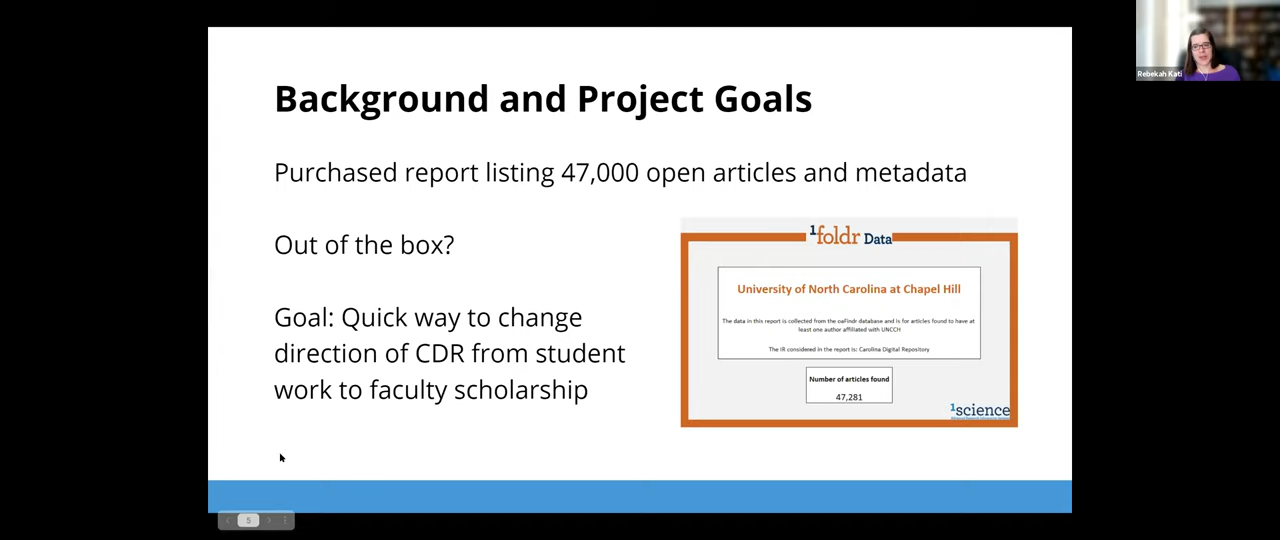 Background and Project Goals
Purchased report listing 47,000 open articles and metadata
Out of the box?
Goal: Quick way to change
direction of CDR from student
work to faculty scholarship
1foldr Data
University of North Carolina at Chapel Hill
The data in this report is collected from the oaFindr database and is for articles found to have at
least one author affiliated with UNCCH
The IR considered in the report is: Carolina Digital Repository
Number of articles found
47,281
1science
Rebekah Kati
5